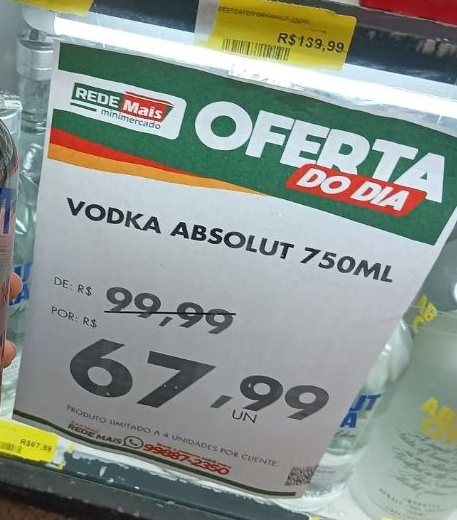 R$139,99
REDE Mais
minimercado
OFERTA
DO DIA
VODKA ABSOLUT 750ML
DE: R$ 99,99
POR: R$ 67,99
UN
PRODUTO LIMITADO A 4 UNIDADES POR CLIENTE
REDE MAIS 99887-2350
R$67,99